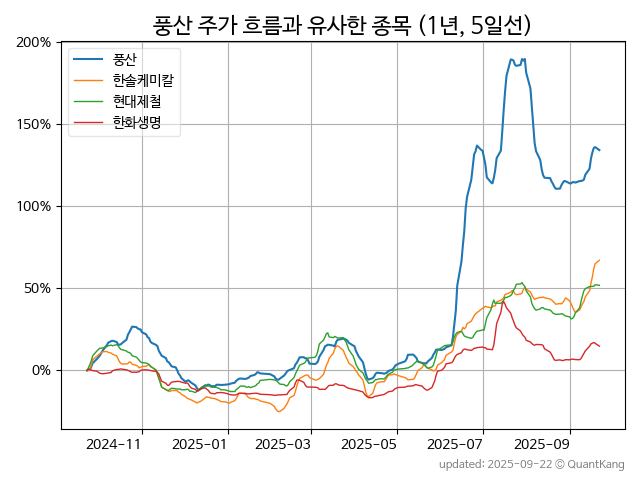 풍산 주가 흐름과 유사한 종목 (1년, 5일선)
200%
150%
100%
50%
0%
풍산
한솔케미칼
현대제철
한화생명
2024-11 2025-01 2025-03 2025-05 2025-07 2025-09
updated: 2025-09-22 © QuantKang